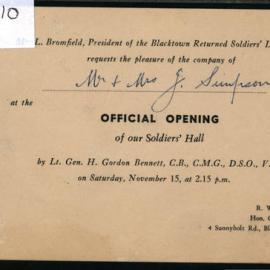 10
L. Bromfield, President of the Blacktown Returned Soldiers' L
requests the pleasure of the company of
Mr & Mrs J. Simpson
at the
OFFICIAL OPENING
of our Soldiers' Hall
by Lt. Gen. H. Gordon Bennett, C.B., C.M.G., D.S.O., V.
on Saturday, November 15, at 2.15 p.m.
R. W
Hon.
4 Sunnyholt Rd., Bl